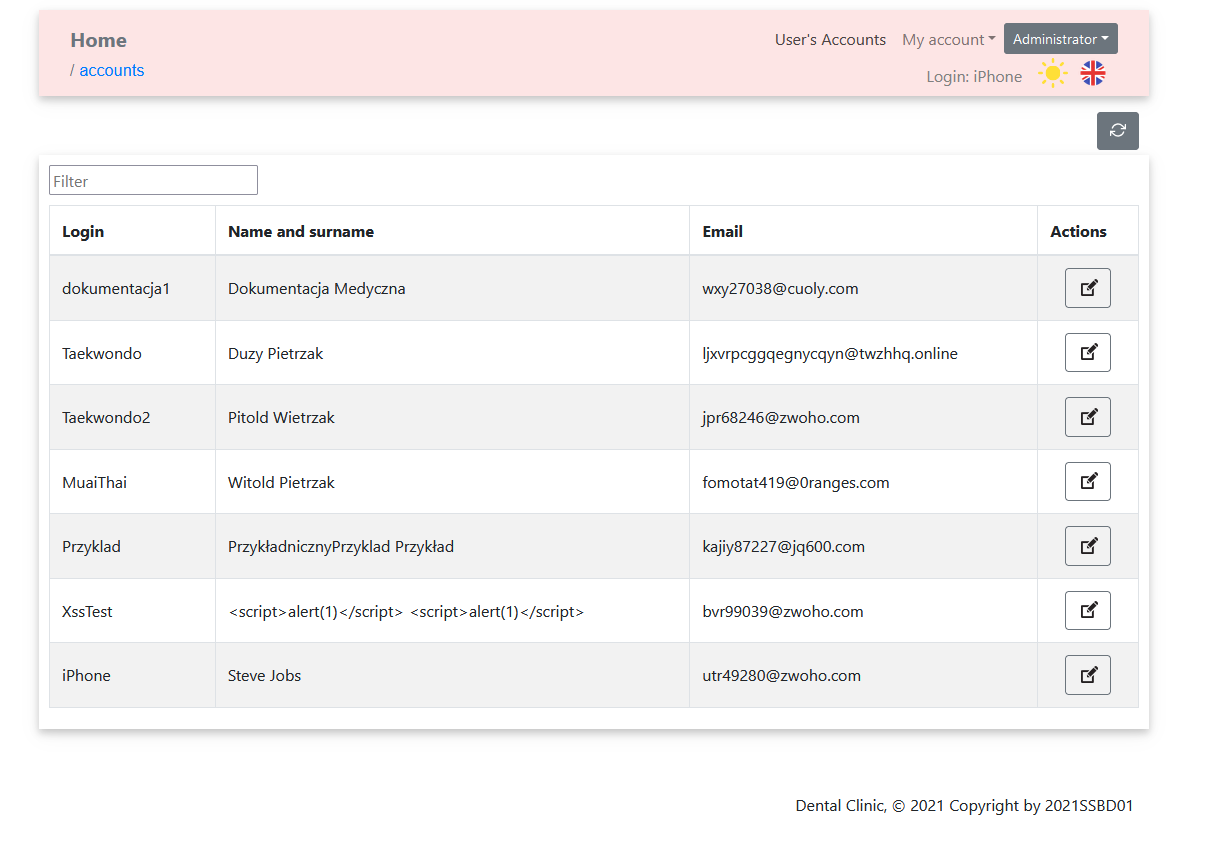 Home User's Accounts My account Administrator
/ accounts
Login: iPhone
Filter
Login Name and surname Email Actions
dokumentacja1 Dokumentacja Medyczna wxy27038@cuoly.com
Taekwondo Duzy Pietrzak ljxvrpcggqegnycqyn@twzhhq.online
Taekwondo2 Pitold Wietrzak jpr68246@zwoho.com
MuaiThai Witold Pietrzak fomotat419@0ranges.com
Przyklad PrzykładnicznyPrzyklad Przykład kajiy87227@jq600.com
XssTest <script>alert(1)</script> <script>alert(1)</script> bvr99039@zwoho.com
iPhone Steve Jobs utr49280@zwoho.com
Dental Clinic, © 2021 Copyright by 2021SSBD01